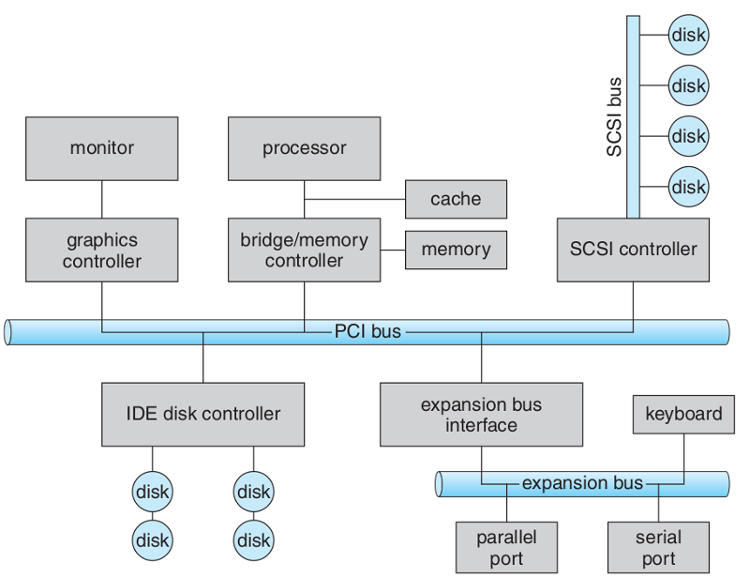 disk
disk
disk
disk
SCSI bus
monitor
processor
cache
graphics
controller
bridge/memory
controller
memory
SCSI controller
PCI bus
IDE disk controller
expansion bus
interface
keyboard
disk
disk
disk
disk
expansion bus
parallel
port
serial
port